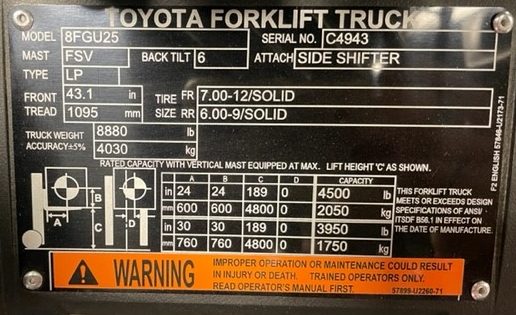 TOYOTA FORKLIFT TRUCK
MODEL 8FGU25 SERIAL NO. C4943
MAST FSV BACK TILT 6 ATTACH SIDE SHIFTER
TYPE LP
FRONT 43.1 in TIRE FR 7.00-12/SOLID
TREAD 1095 mm SIZE RR 6.00-9/SOLID
TRUCK WEIGHT 8880 lb
ACCURACY±5% 4030 kg
RATED CAPACITY WITH VERTICAL MAST EQUIPPED AT MAX. LIFT HEIGHT 'C' AS SHOWN.
A B C D CAPACITY
in 24 24 189 0 4500 lb
mm 600 600 4800 0 2050 kg
in 30 30 189 0 3950 lb
mm 760 760 4800 0 1750 kg
THIS FORKLIFT TRUCK
MEETS OR EXCEEDS DESIGN
SPECIFICATIONS OF ANSI/
ITSDF B56.1 IN EFFECT ON
THE DATE OF MANUFACTURE.
A B C D
F2 ENGLISH 57846-U2173-71
WARNING
IMPROPER OPERATION OR MAINTENANCE COULD RESULT
IN INJURY OR DEATH. TRAINED OPERATORS ONLY.
READ OPERATOR'S MANUAL FIRST. 57899-U2260-71